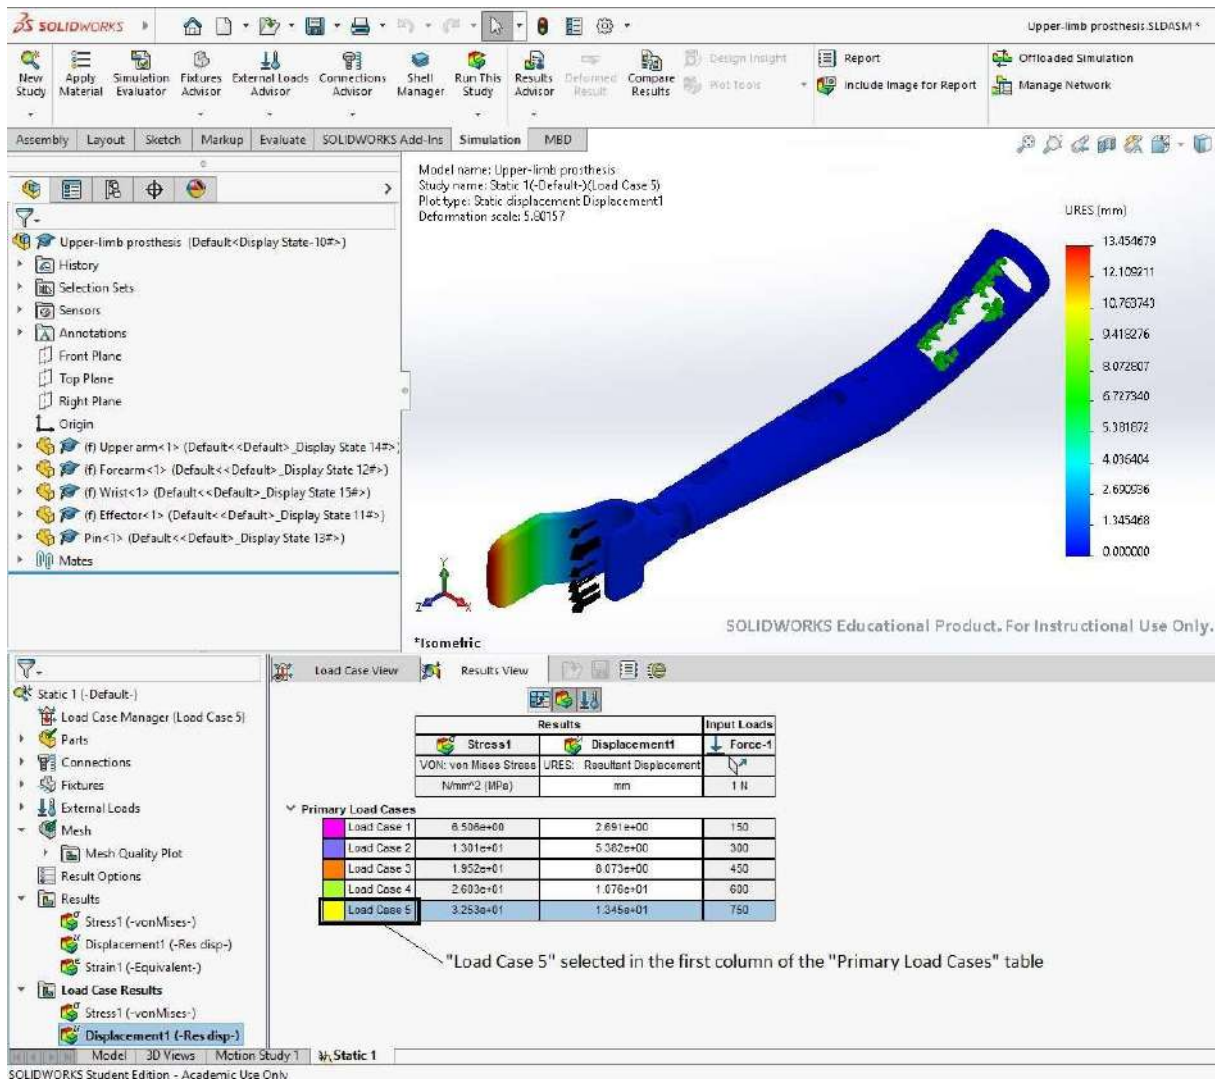 SOLIDWORKS
Upper-limb prosthesis.SLDASM *
New Study
Apply Material
Simulation Evaluator
Fixtures Advisor
External Loads Advisor
Connections Advisor
Shell Manager
Run This Study
Results Advisor
Deformed Result
Compare Results
Design Insight
Plot Tools
Report
Include Image for Report
Offloaded Simulation
Manage Network
Assembly Layout Sketch Markup Evaluate SOLIDWORKS Add-Ins Simulation MBD
Upper-limb prosthesis (Default<Display State-10#>)
History
Selection Sets
Sensors
Annotations
Front Plane
Top Plane
Right Plane
Origin
(f) Upper arm<1> (Default<<Default>_Display State 14#>)
(f) Forearm<1> (Default<<Default>_Display State 12#>)
(f) Wrist<1> (Default<<Default>_Display State 15#>)
(f) Effector<1> (Default<<Default>_Display State 11#>)
Pin<1> (Default<<Default>_Display State 13#>)
Mates
Model name: Upper-limb prosthesis
Study name: Static 1(-Default-)(Load Case 5)
Plot type: Static displacement Displacement1
Deformation scale: 5.80157
URES (mm)
13.454679
12.109211
10.763743
9.418276
8.072807
6.727340
5.381872
4.036404
2.690936
1.345468
0.000000
Y
Z
X
*Isometric
SOLIDWORKS Educational Product. For Instructional Use Only.
Static 1 (-Default-)
Load Case Manager (Load Case 5)
Parts
Connections
Fixtures
External Loads
Mesh
Mesh Quality Plot
Result Options
Results
Stress1 (-vonMises-)
Displacement1 (-Res disp-)
Strain1 (-Equivalent-)
Load Case Results
Stress1 (-vonMises-)
Displacement1 (-Res disp-)
Load Case View Results View
Results Input Loads
Stress1 Displacement1 Force-1
VON: von Mises Stress URES: Resultant Displacement
N/mm^2 (MPa) mm 1 N
Primary Load Cases
Load Case 1 6.506e+00 2.691e+00 150
Load Case 2 1.301e+01 5.382e+00 300
Load Case 3 1.952e+01 8.073e+00 450
Load Case 4 2.603e+01 1.076e+01 600
Load Case 5 3.253e+01 1.345e+01 750
"Load Case 5" selected in the first column of the "Primary Load Cases" table
Model 3D Views Motion Study 1 Static 1
SOLIDWORKS Student Edition - Academic Use Only